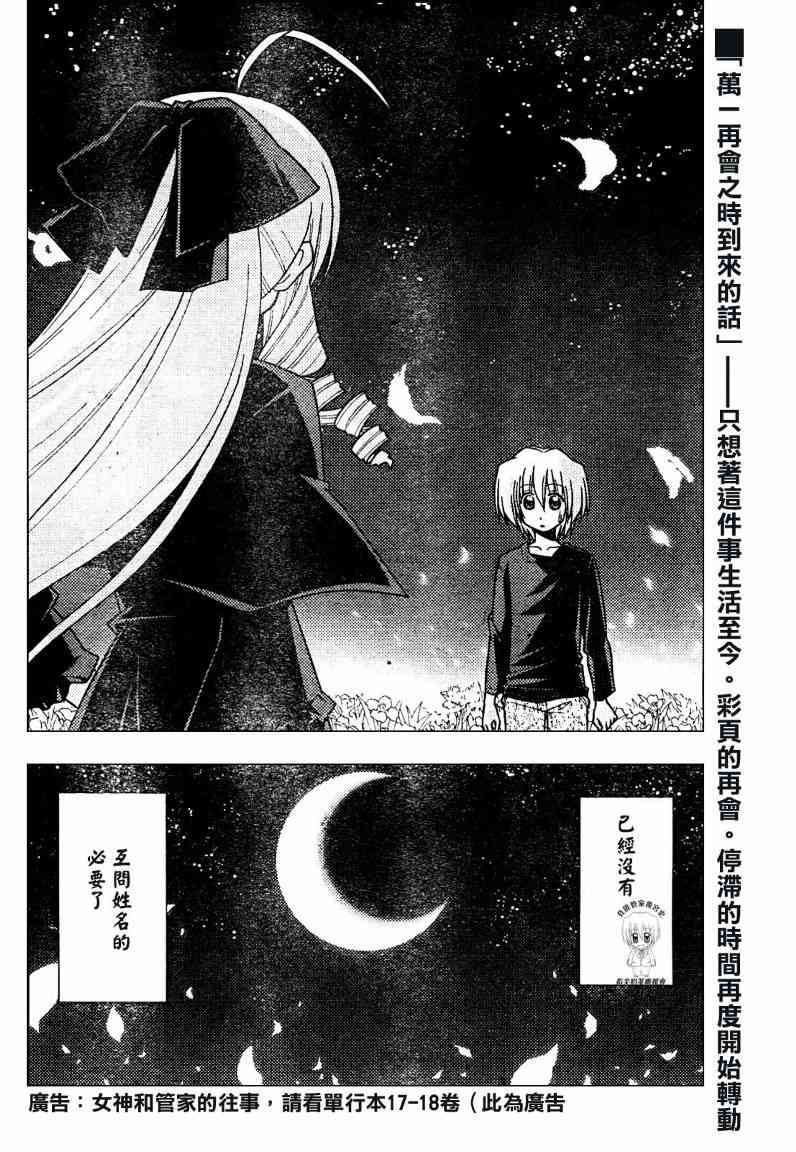 ■「萬一再會之時到來的話」——只想著這件事生活至今。彩頁的再會。停滯的時間再度開始轉動
已經沒有
互問姓名的
必要了
廣告：女神和管家的往事，請看單行本17-18卷（此為廣告